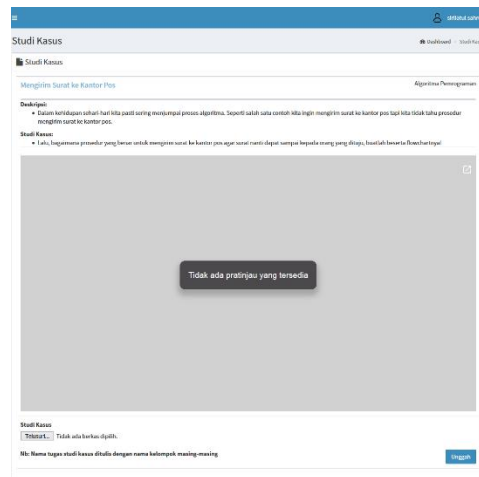 Studi Kasus
Dashboard
Studi Kasus
Mengirim Surat ke Kantor Pos
Algoritma Pemrograman
Deskripsi:
Dalam kehidupan sehari-hari kita pasti sering menjumpai proses algoritma. Seperti salah satu contoh kita ingin mengirim surat ke kantor pos tapi kita tidak tahu prosedur
mengirim surat ke kantor pos.
Studi Kasus:
Lalu, bagaimana prosedur yang benar untuk mengirim surat ke kantor pos agar surat nanti dapat sampai kepada orang yang dituju, buatlah beserta flowchartnya!
Tidak ada pratinjau yang tersedia
Studi Kasus
Telusuri... Tidak ada berkas dipilih.
Nb: Nama tugas studi kasus ditulis dengan nama kelompok masing-masing
Unggah